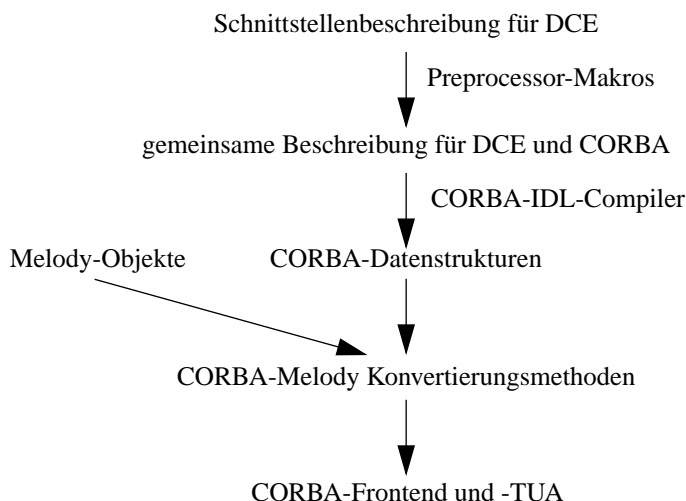 Schnittstellenbeschreibung für DCE
Preprocessor-Makros
gemeinsame Beschreibung für DCE und CORBA
CORBA-IDL-Compiler
Melody-Objekte
CORBA-Datenstrukturen
CORBA-Melody Konvertierungsmethoden
CORBA-Frontend und -TUA